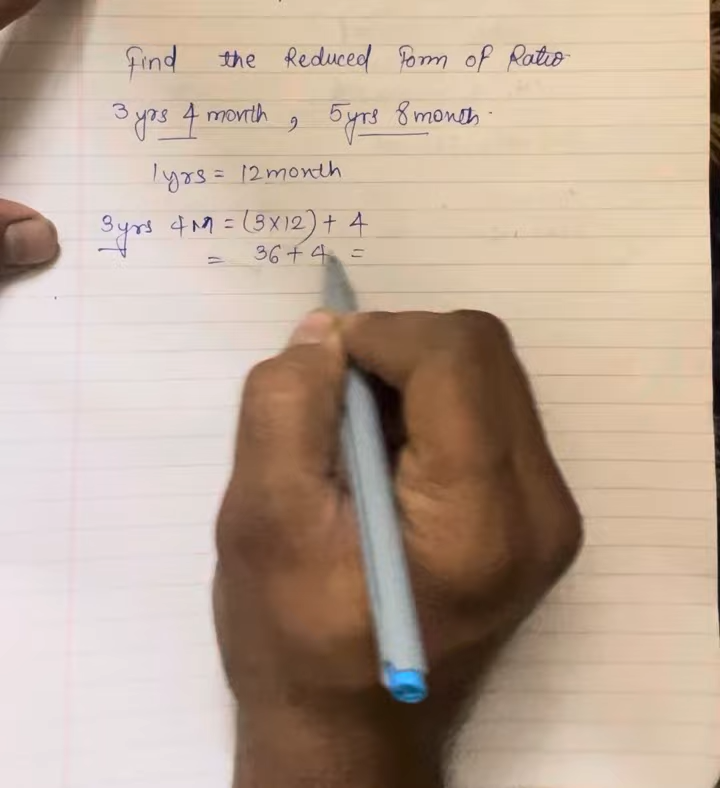 Find the Reduced Form of Ratio
3 yrs 4 month , 5 yrs 8 month.
1 yrs = 12 month
3 yrs 4 M = (3 × 12) + 4
= 36 + 4 =